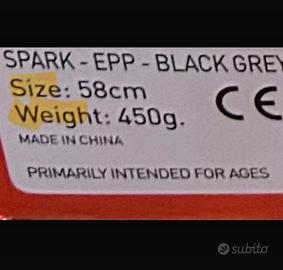 SPARK - EPP - BLACK GREY
Size: 58cm
Weight: 450g.
CE
MADE IN CHINA
PRIMARILY INTENDED FOR AGES
subito